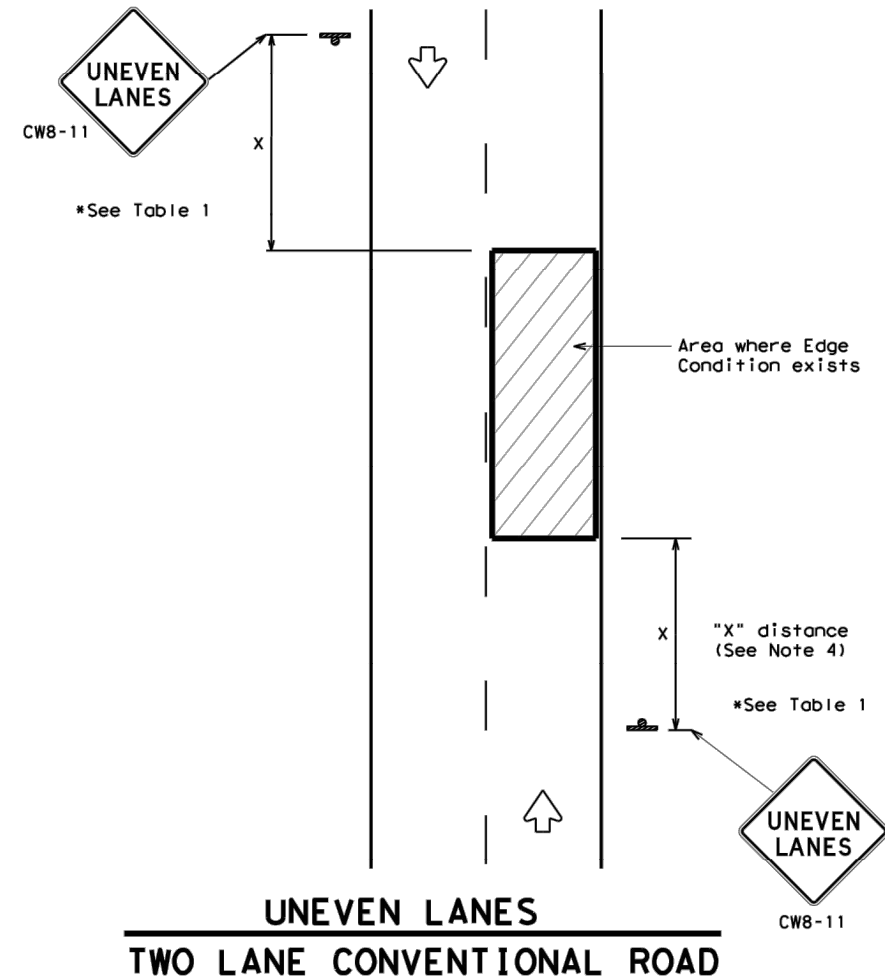 UNEVEN
LANES
CW8-11
X
*See Table 1
Area where Edge
Condition exists
X
"X" distance
(See Note 4)
*See Table 1
UNEVEN
LANES
CW8-11
UNEVEN LANES
TWO LANE CONVENTIONAL ROAD